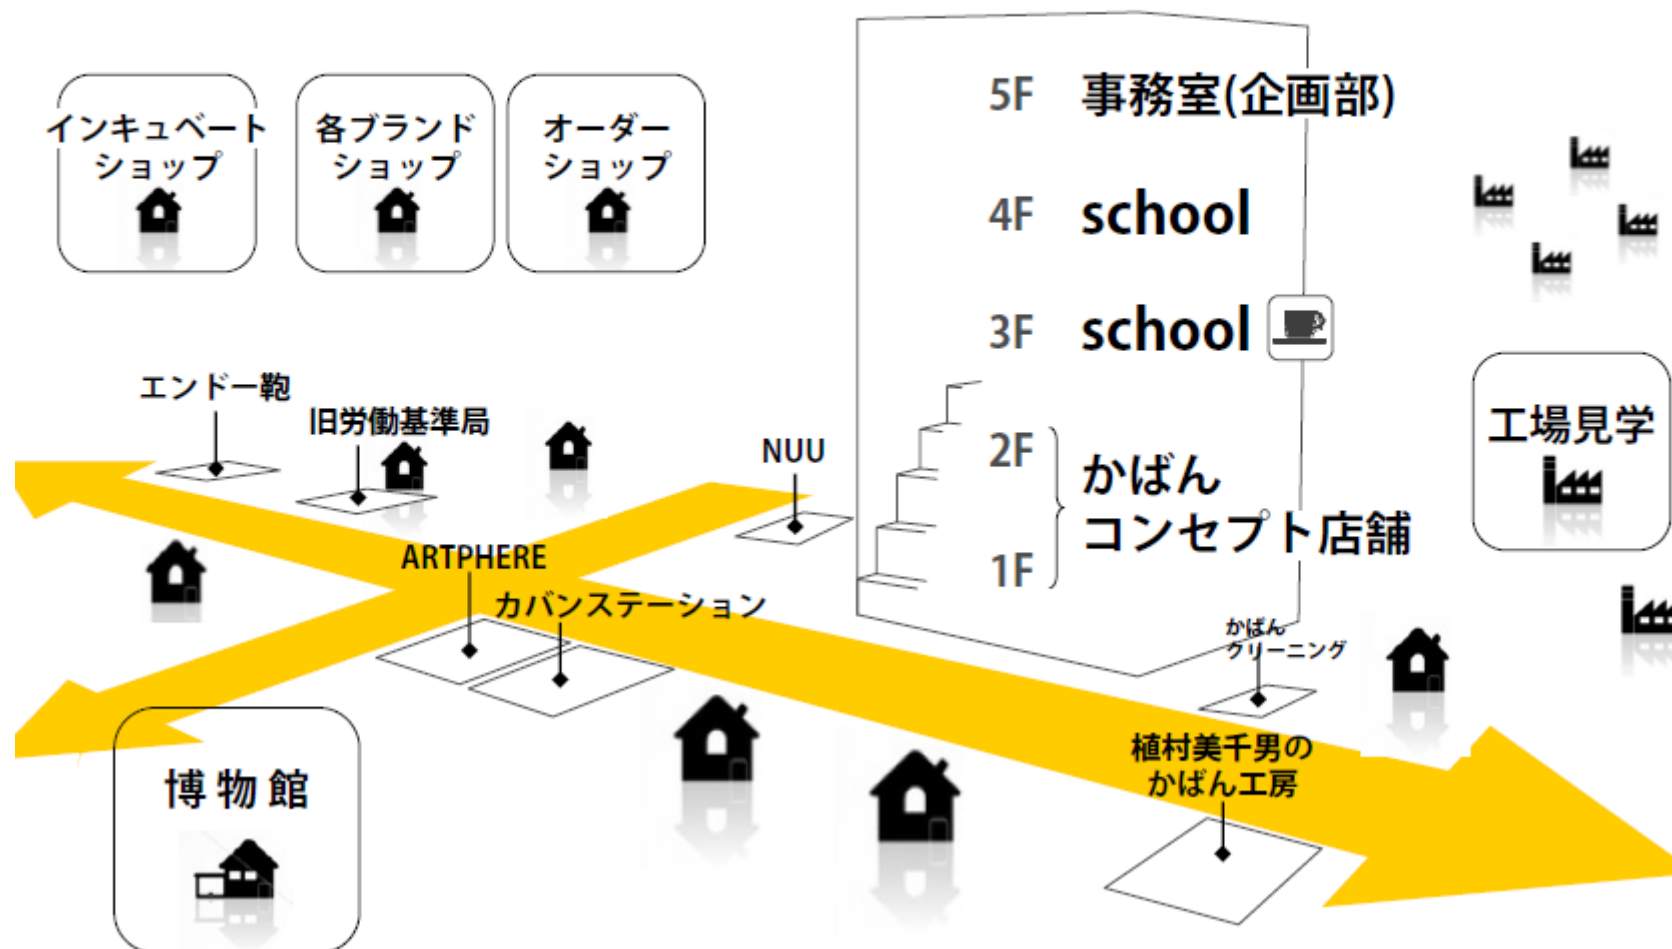 インキュベート
ショップ
各ブランド
ショップ
オーダー
ショップ
5F 事務室(企画部)
4F school
3F school
2F
1F
かばん
コンセプト店舗
工場見学
エンドー鞄
旧労働基準局
NUU
ARTPHERE
カバンステーション
かばん
クリーニング
植村美千男の
かばん工房
博物館